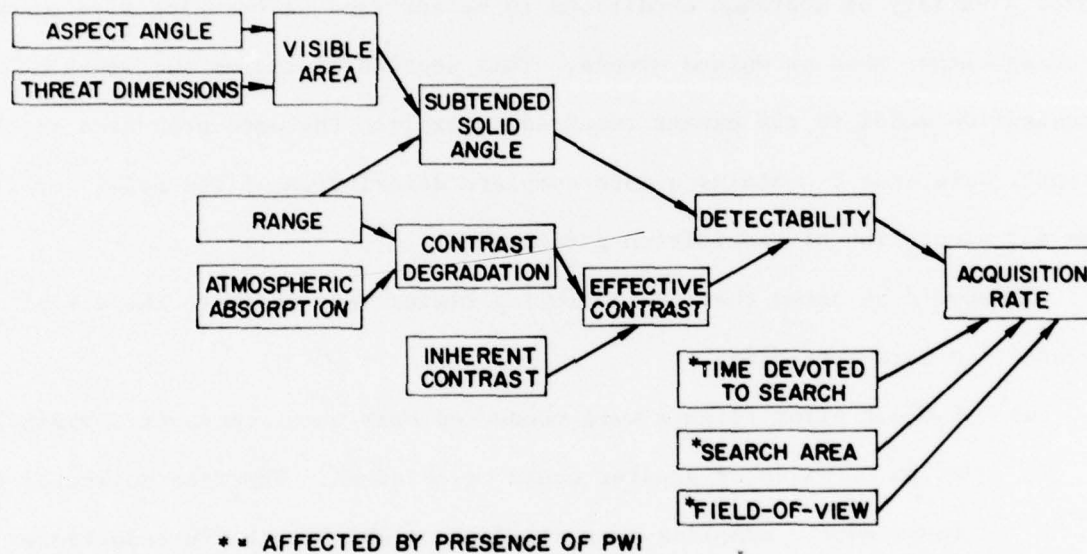 ASPECT ANGLE
THREAT DIMENSIONS
VISIBLE
AREA
SUBTENDED
SOLID
ANGLE
RANGE
ATMOSPHERIC
ABSORPTION
CONTRAST
DEGRADATION
INHERENT
CONTRAST
EFFECTIVE
CONTRAST
DETECTABILITY
ACQUISITION
RATE
*TIME DEVOTED
TO SEARCH
*SEARCH AREA
*FIELD-OF-VIEW
* = AFFECTED BY PRESENCE OF PWI